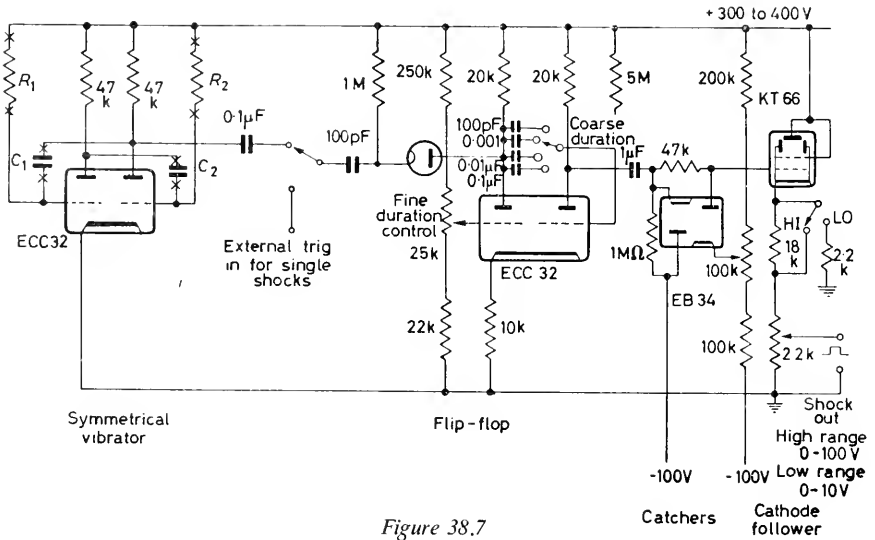 + 300 to 400 V
R1
47
k
47
k
R2
0·1μF
1M
100pF
250k
20k
20k
5M
200k
KT 66
100pF
0·001
0·01μF
0·1μF
Coarse
duration
1μF
47k
C1
C2
ECC32
External trig
in for single
shocks
Fine
duration
control
25k
ECC 32
1MΩ
EB 34
100k
HI
LO
18
k
2·2
k
22k
10k
100k
2.2k
Symmetrical
vibrator
Flip-flop
-100V
-100V
Shock
out
High range
0-100V
Low range
0-10V
Catchers
Cathode
follower
Figure 38.7